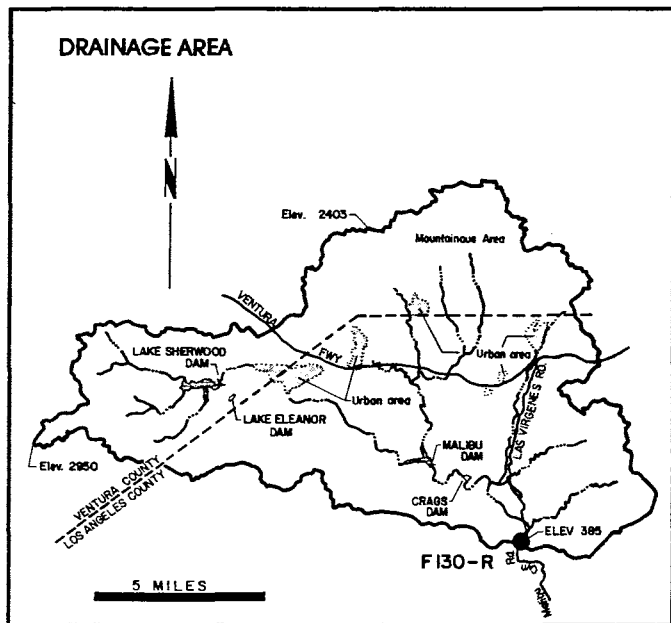 DRAINAGE AREA
N
Elev. 2403
Mountainous Area
VENTURA
FWY
LAKE SHERWOOD
DAM
Urban area
LAS VIRGENES RD.
Urban area
LAKE ELEANOR
DAM
MALIBU
DAM
Elev. 2950
VENTURA COUNTY
LOS ANGELES COUNTY
CRAGS
DAM
ELEV 385
F130-R
Rd.
5 MILES